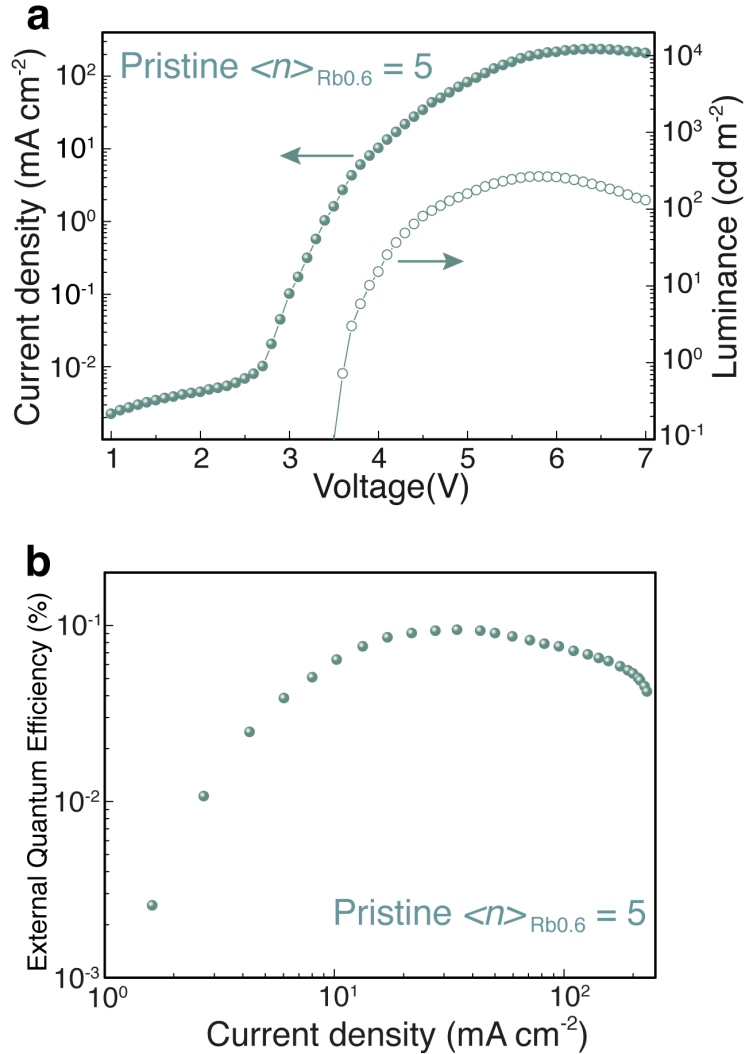 a
Pristine <n>Rb0.6 = 5
Current density (mA cm-2)
10² 10¹ 10⁰ 10-1 10-2
Luminance (cd m-2)
10⁴ 10³ 10² 10¹ 10⁰ 10-1
1 2 3 4 5 6 7
Voltage(V)
b
External Quantum Efficiency (%)
10-1 10-2 10-3
Pristine <n>Rb0.6 = 5
10⁰ 10¹ 10²
Current density (mA cm-2)